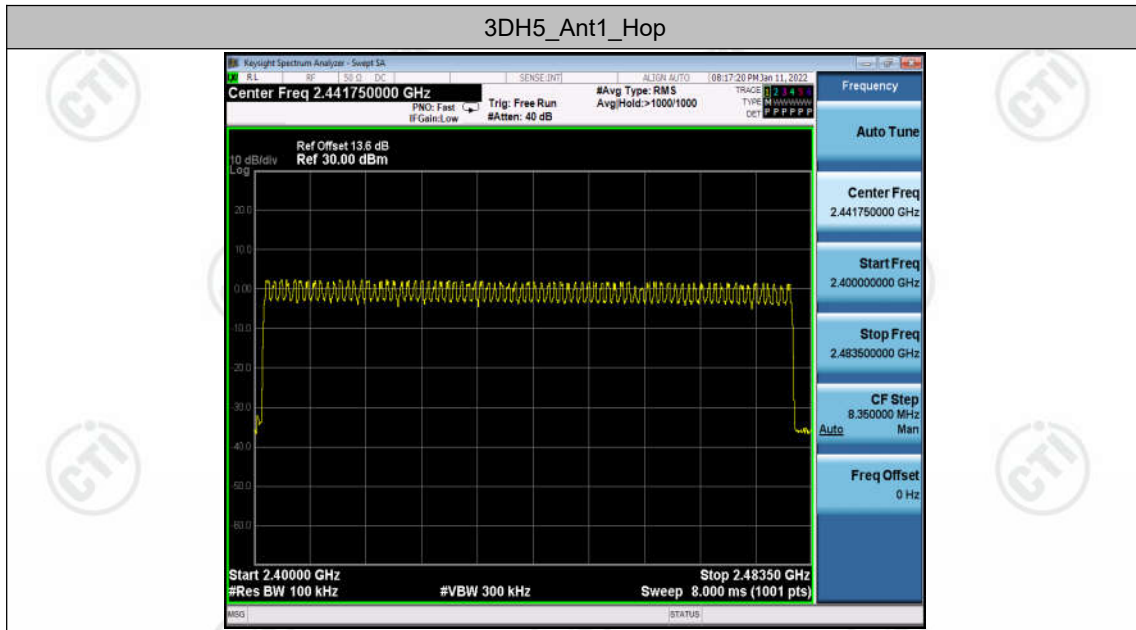 3DH5_Ant1_Hop
Keysight Spectrum Analyzer - Swept SA
RL RF 50 Ω DC SENSE:INT ALIGN AUTO 08:17:20 PM Jan 11, 2022
Center Freq 2.441750000 GHz
PNO: Fast
IFGain:Low
Trig: Free Run
#Atten: 40 dB
#Avg Type: RMS
Avg|Hold:>1000/1000
TRACE 1 2 3 4 5 6
TYPE M WWWWW
DET P P P P P P
Frequency
Auto Tune
Center Freq
2.441750000 GHz
Start Freq
2.400000000 GHz
Stop Freq
2.483500000 GHz
CF Step
8.350000 MHz
Auto Man
Freq Offset
0 Hz
Ref Offset 13.6 dB
10 dB/div Ref 30.00 dBm
Log
20.0
10.0
0.00
-10.0
-20.0
-30.0
-40.0
-50.0
-60.0
Start 2.40000 GHz Stop 2.48350 GHz
#Res BW 100 kHz #VBW 300 kHz Sweep 8.000 ms (1001 pts)
MSG STATUS
CTI
CTI
CTI
CTI